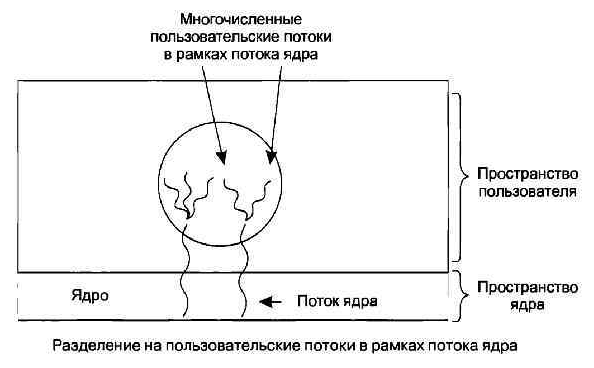 Многочисленные
пользовательские потоки
в рамках потока ядра
Пространство
пользователя
Ядро
Поток ядра
Пространство
ядра
Разделение на пользовательские потоки в рамках потока ядра